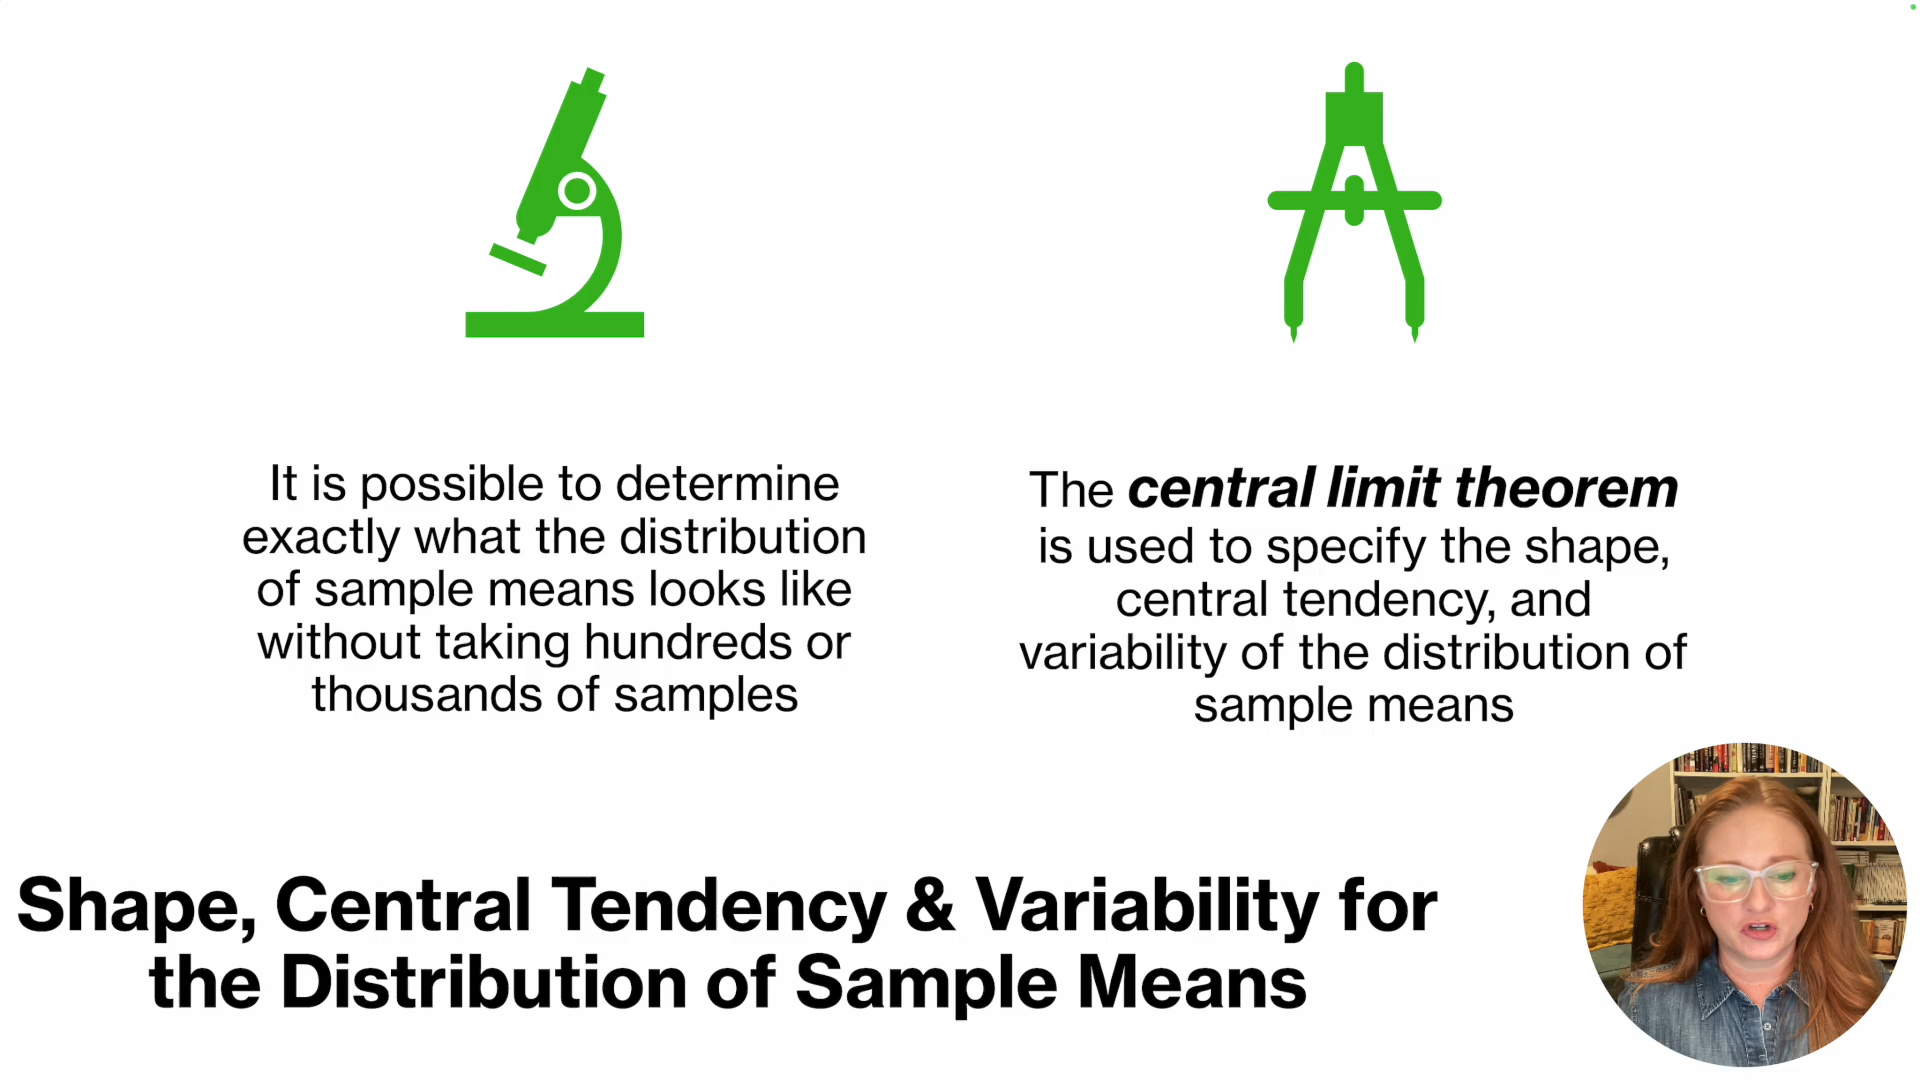 It is possible to determine
exactly what the distribution
of sample means looks like
without taking hundreds or
thousands of samples
The central limit theorem
is used to specify the shape,
central tendency, and
variability of the distribution of
sample means
Shape, Central Tendency & Variability for
the Distribution of Sample Means